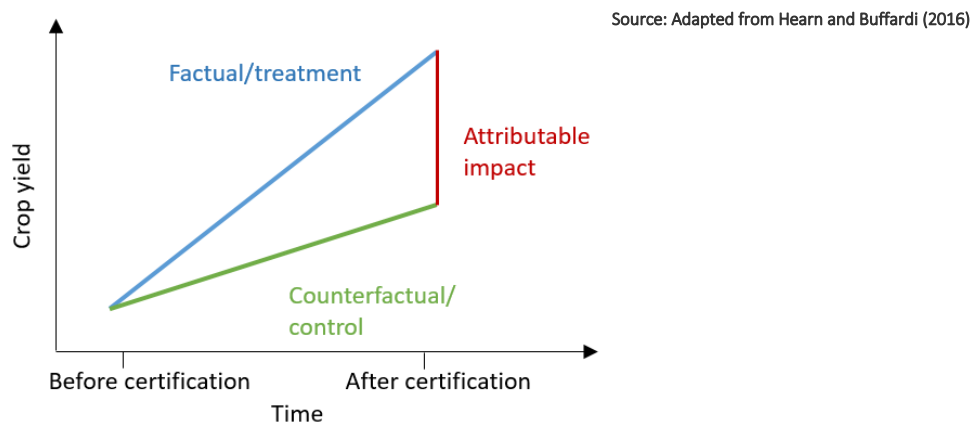 Source: Adapted from Hearn and Buffardi (2016)
Factual/treatment
Attributable
impact
Crop yield
Counterfactual/
control
Before certification
After certification
Time